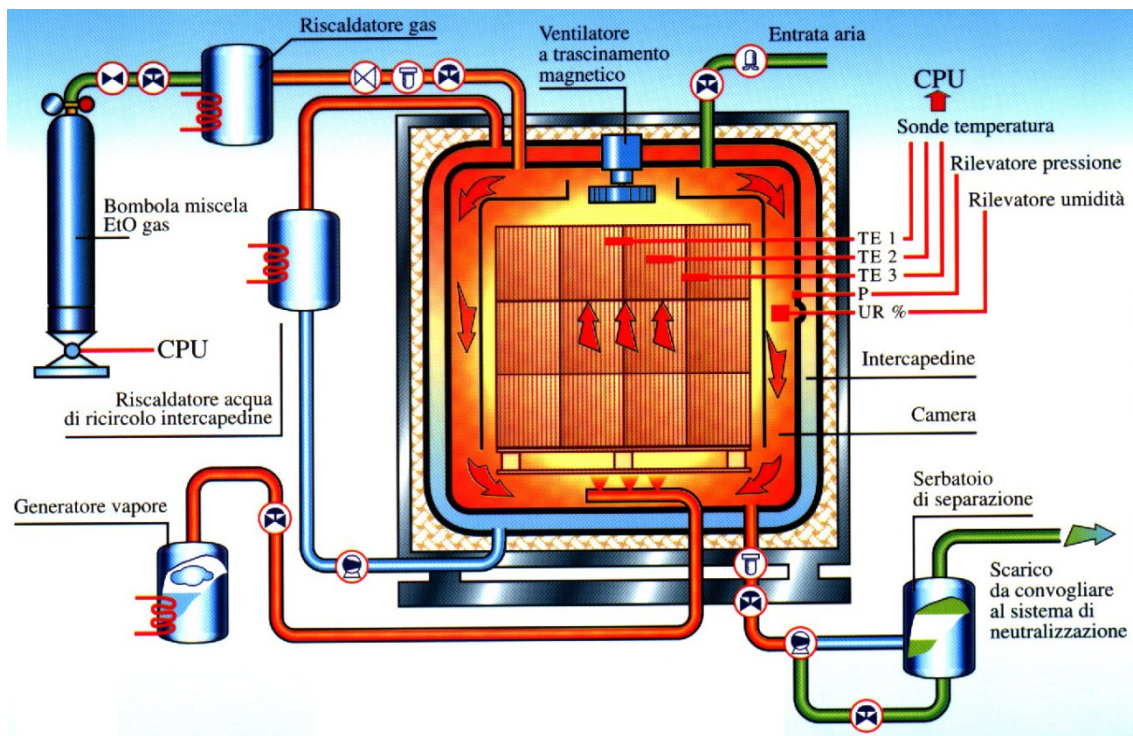 Riscaldatore gas
Ventilatore
a trascinamento
magnetico
Entrata aria
CPU
Sonde temperatura
Rilevatore pressione
Rilevatore umidità
Bombola miscela
EtO gas
TE 1
TE 2
TE 3
P
UR %
CPU
Intercapedine
Riscaldatore acqua
di ricircolo intercapedine
Camera
Generatore vapore
Serbatoio
di separazione
Scarico
da convogliare
al sistema di
neutralizzazione